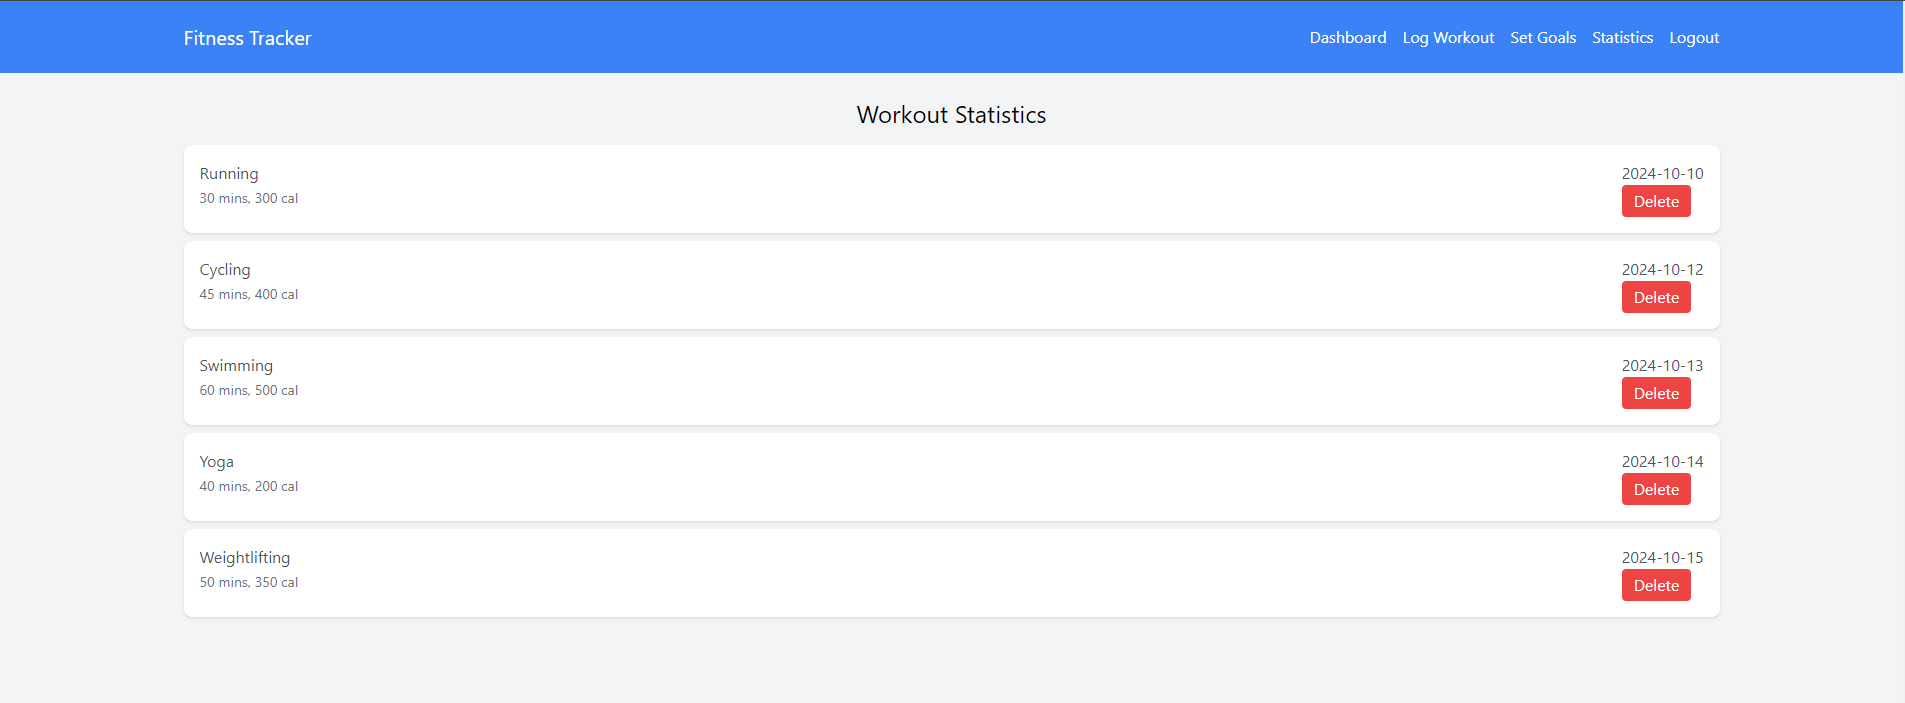 Fitness Tracker
Dashboard Log Workout Set Goals Statistics Logout
Workout Statistics
Running
30 mins, 300 cal
2024-10-10
Delete
Cycling
45 mins, 400 cal
2024-10-12
Delete
Swimming
60 mins, 500 cal
2024-10-13
Delete
Yoga
40 mins, 200 cal
2024-10-14
Delete
Weightlifting
50 mins, 350 cal
2024-10-15
Delete